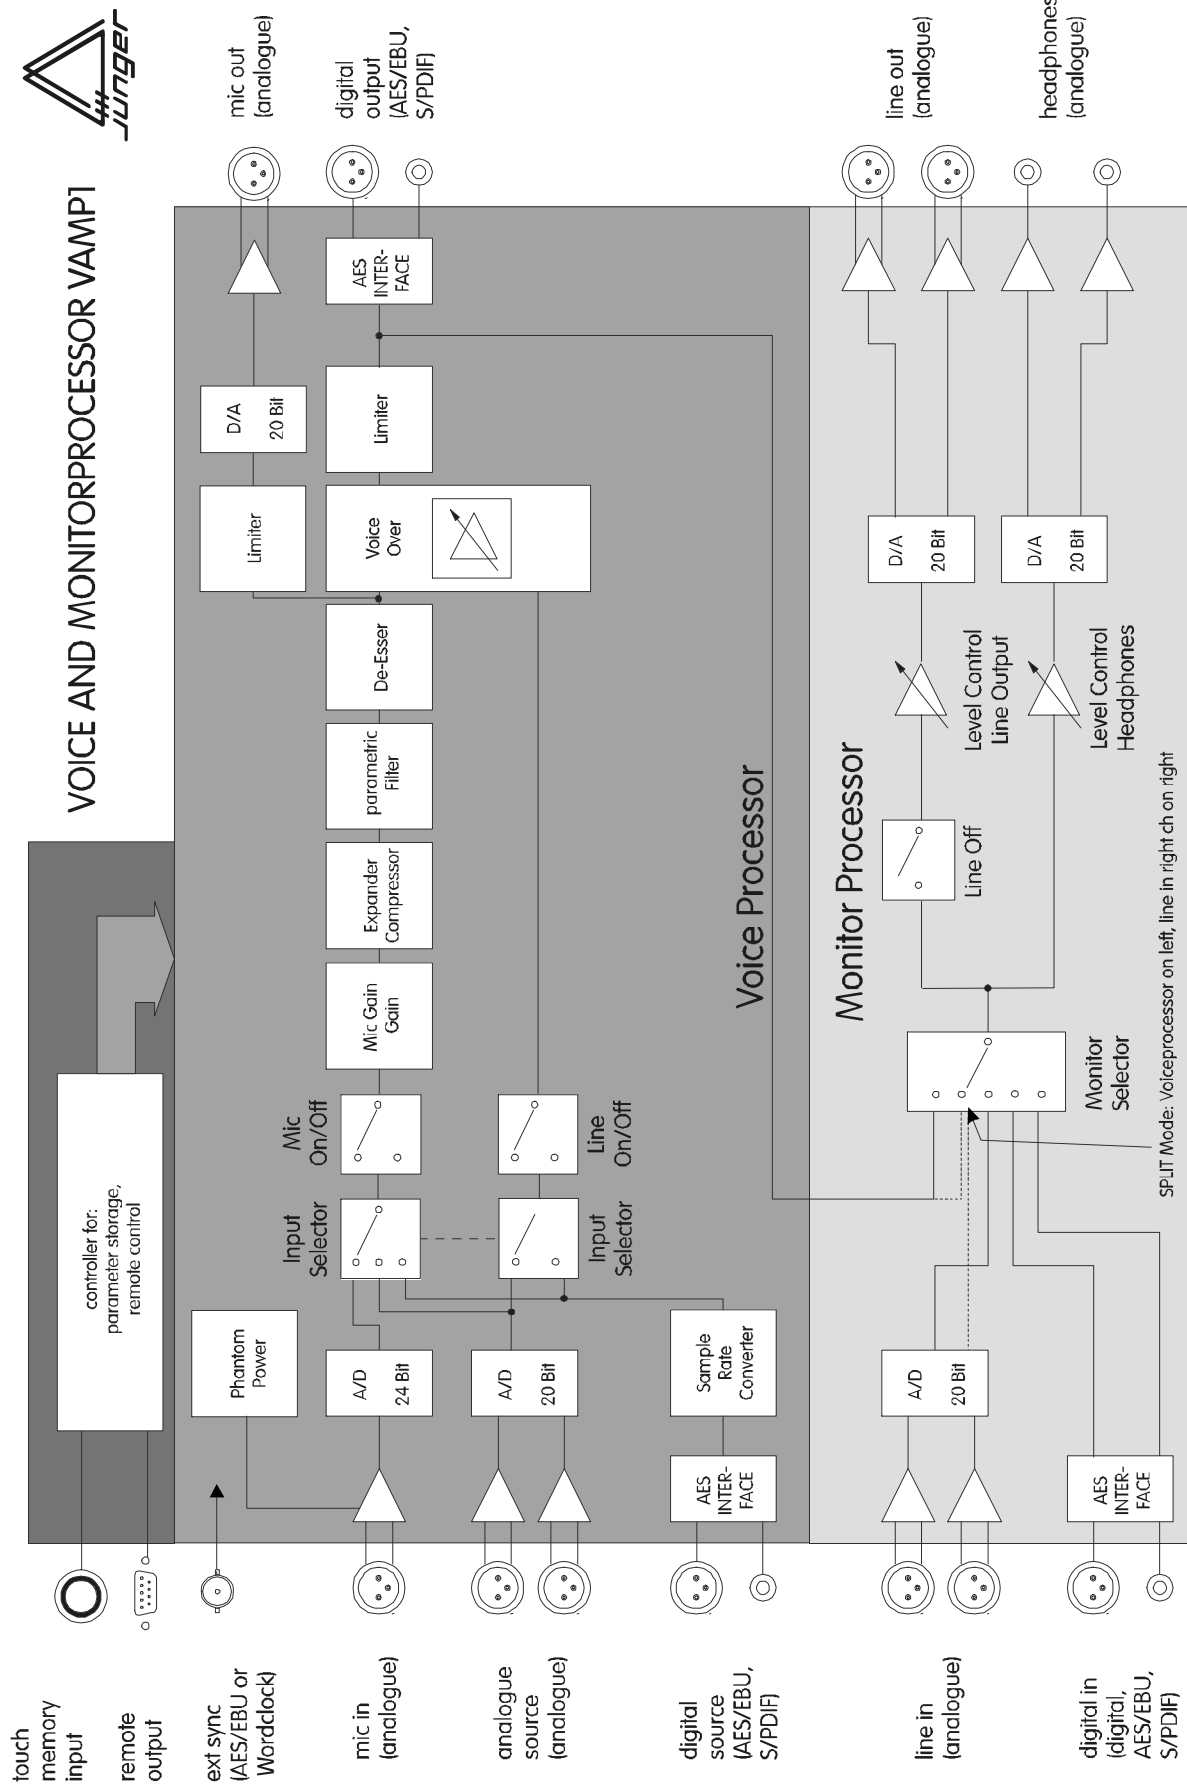 VOICE AND MONITORPROCESSOR VAMP1
Junger
touch
memory
input
remote
output
ext sync
(AES/EBU or
Wordclock)
mic in
(analogue)
analogue
source
(analogue)
digital
source
(AES/EBU,
S/PDIF)
line in
(analogue)
digital in
(digital,
AES/EBU,
S/PDIF)
controller for:
parameter storage,
remote control
Phantom
Power
A/D
24 Bit
A/D
20 Bit
AES
INTER-
FACE
Sample
Rate
Converter
Input
Selector
Mic
On/Off
Input
Selector
Line
On/Off
Mic Gain
Gain
Expander
Compressor
parametric
Filter
De-Esser
Voice
Over
Limiter
Limiter
D/A
20 Bit
AES
INTER-
FACE
mic out
(analogue)
digital
output
(AES/EBU,
S/PDIF)
Voice Processor
Monitor Processor
A/D
20 Bit
AES
INTER-
FACE
Monitor
Selector
SPLIT Mode: Voiceprocessor on left, line in right ch on right
Line Off
Level Control
Line Output
Level Control
Headphones
D/A
20 Bit
D/A
20 Bit
line out
(analogue)
headphones
(analogue)